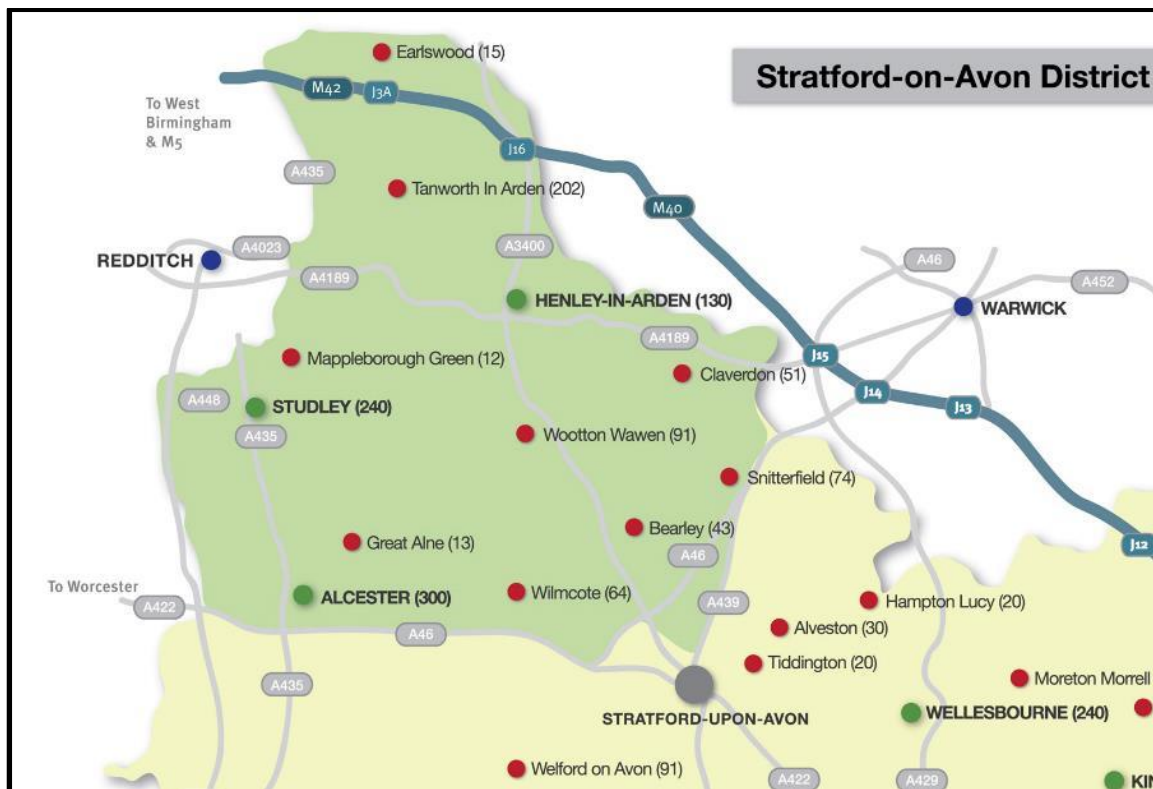 Earlswood (15)
Stratford-on-Avon District
M42
J3A
To West
Birmingham
& M5
J16
A435
Tanworth In Arden (202)
M40
A4023
A3400
A46
REDDITCH
A4189
A452
HENLEY-IN-ARDEN (130)
WARWICK
A4189
Mappleborough Green (12)
J15
Claverdon (51)
A448
STUDLEY (240)
J14
J13
A435
Wootton Wawen (91)
Snitterfield (74)
Bearley (43)
Great Alne (13)
A46
J12
To Worcester
ALCESTER (300)
Wilmcote (64)
A422
A439
Hampton Lucy (20)
A46
Alveston (30)
Tiddington (20)
A435
Moreton Morrell
STRATFORD-UPON-AVON
WELLESBOURNE (240)
Welford on Avon (91)
A422
A429
KIN